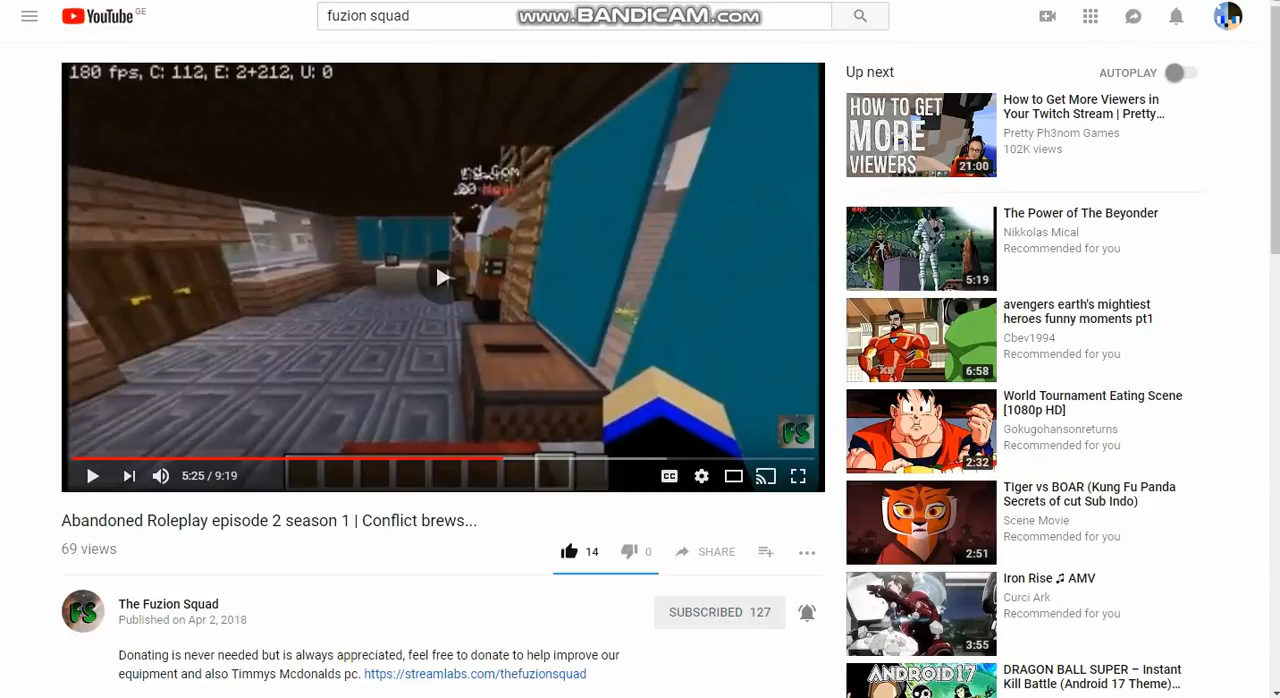 YouTube GE
fuzion squad
www.BANDICAM.com
180 fps, C: 112, E: 2+212, U: 0
FS
5:25 / 9:19
CC
Abandoned Roleplay episode 2 season 1 | Conflict brews...
69 views
14
0
SHARE
FS
The Fuzion Squad
Published on Apr 2, 2018
SUBSCRIBED 127
Donating is never needed but always appreciated, feel free to donate to help improve our
equipment and also Timmys Mcdonalds pc. https://streamlabs.com/thefuzionsquad
Up next
AUTOPLAY
HOW TO GET
MORE
VIEWERS
21:00
How to Get More Viewers in
Your Twitch Stream | Pretty...
Pretty Ph3nom Games
102K views
5:19
The Power of The Beyonder
Nikkolas Mical
Recommended for you
6:58
avengers earth's mightiest
heroes funny moments pt1
Cbev1994
Recommended for you
2:32
World Tournament Eating Scene
[1080p HD]
Gokugohansonreturns
Recommended for you
2:51
TIger vs BOAR (Kung Fu Panda
Secrets of cut Sub Indo)
Scene Movie
Recommended for you
3:55
Iron Rise ♫ AMV
Curci Ark
Recommended for you
ANDROID17
DRAGON BALL SUPER – Instant
Kill Battle (Android 17 Theme)...